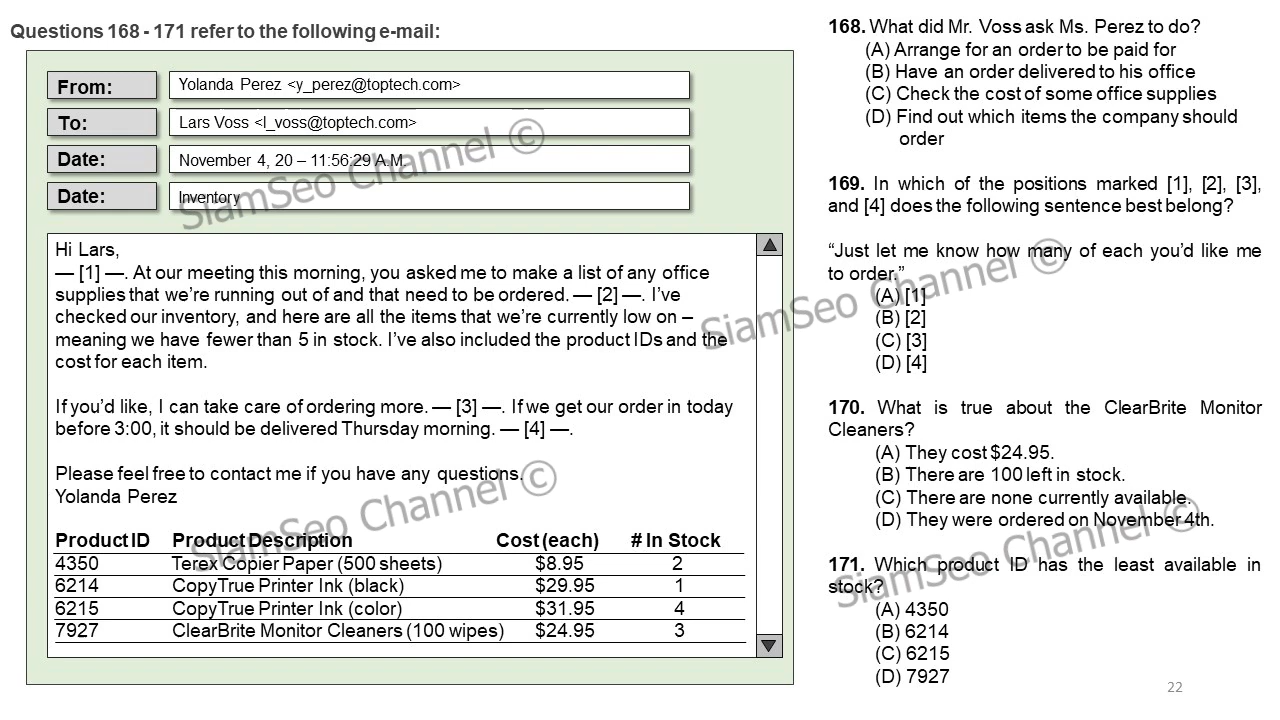 Questions 168 - 171 refer to the following e-mail:
From:
Yolanda Perez <y_perez@toptech.com>
To:
Lars Voss <l_voss@toptech.com>
Date:
November 4, 20 – 11:56:29 A.M.
Date:
Inventory
Hi Lars,
— [1] —. At our meeting this morning, you asked me to make a list of any office
supplies that we’re running out of and that need to be ordered. — [2] —. I’ve
checked our inventory, and here are all the items that we’re currently low on –
meaning we have fewer than 5 in stock. I’ve also included the product IDs and the
cost for each item.
If you’d like, I can take care of ordering more. — [3] —. If we get our order in today
before 3:00, it should be delivered Thursday morning. — [4] —.
Please feel free to contact me if you have any questions.
Yolanda Perez
Product ID Product Description Cost (each) # In Stock
4350 Terex Copier Paper (500 sheets) $8.95 2
6214 CopyTrue Printer Ink (black) $29.95 1
6215 CopyTrue Printer Ink (color) $31.95 4
7927 ClearBrite Monitor Cleaners (100 wipes) $24.95 3
SiamSeo Channel ©
SiamSeo Channel ©
168. What did Mr. Voss ask Ms. Perez to do?
(A) Arrange for an order to be paid for
(B) Have an order delivered to his office
(C) Check the cost of some office supplies
(D) Find out which items the company should
order
169. In which of the positions marked [1], [2], [3],
and [4] does the following sentence best belong?
“Just let me know how many of each you’d like me
to order.”
(A) [1]
(B) [2]
(C) [3]
(D) [4]
170. What is true about the ClearBrite Monitor
Cleaners?
(A) They cost $24.95.
(B) There are 100 left in stock.
(C) There are none currently available.
(D) They were ordered on November 4th.
171. Which product ID has the least available in
stock?
(A) 4350
(B) 6214
(C) 6215
(D) 7927
SiamSeo Channel ©
SiamSeo Channel ©
22